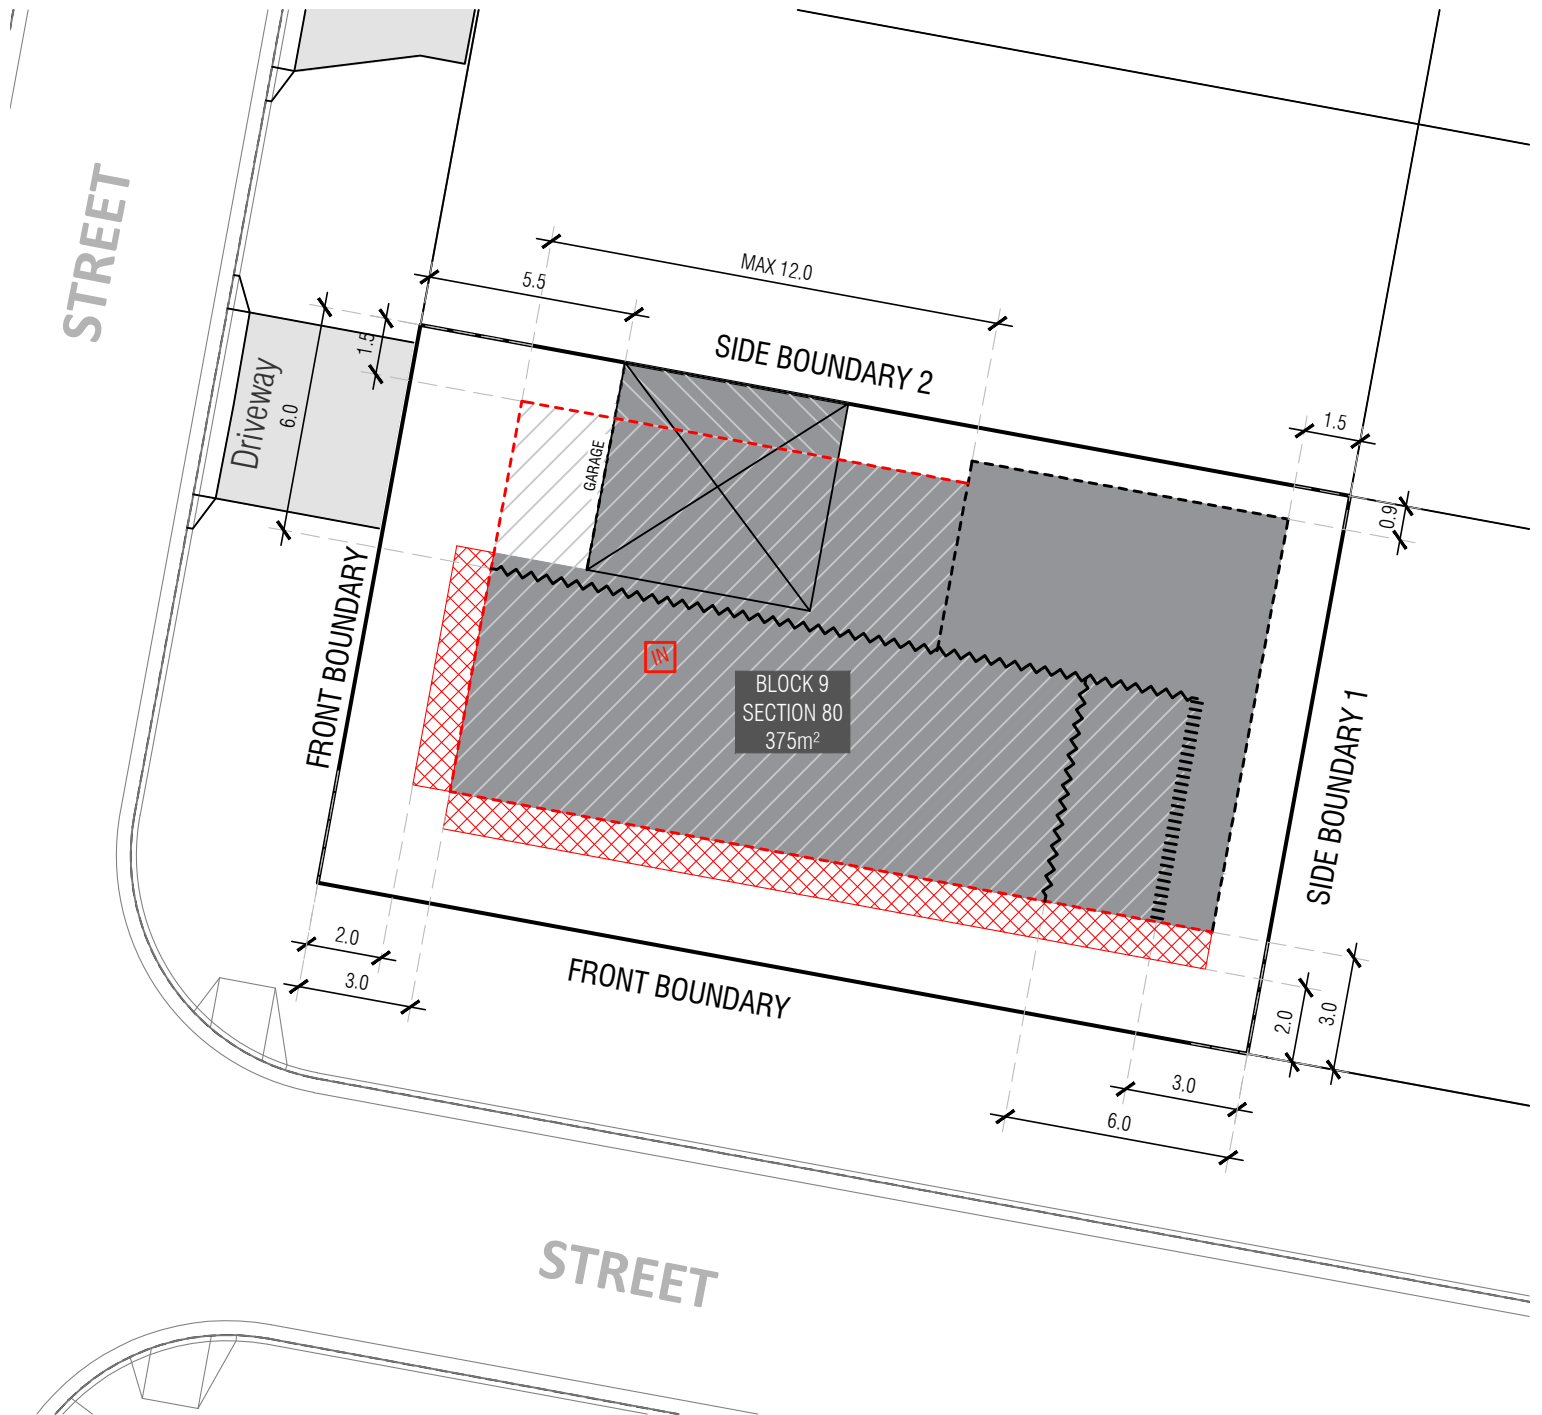 STREET
MAX 12.0
5.5
1.5
SIDE BOUNDARY 2
Driveway
6.0
GARAGE
1.5
0.9
FRONT BOUNDARY
IN
BLOCK 9
SECTION 80
375m²
SIDE BOUNDARY 1
2.0
3.0
FRONT BOUNDARY
2.0
3.0
3.0
6.0
STREET